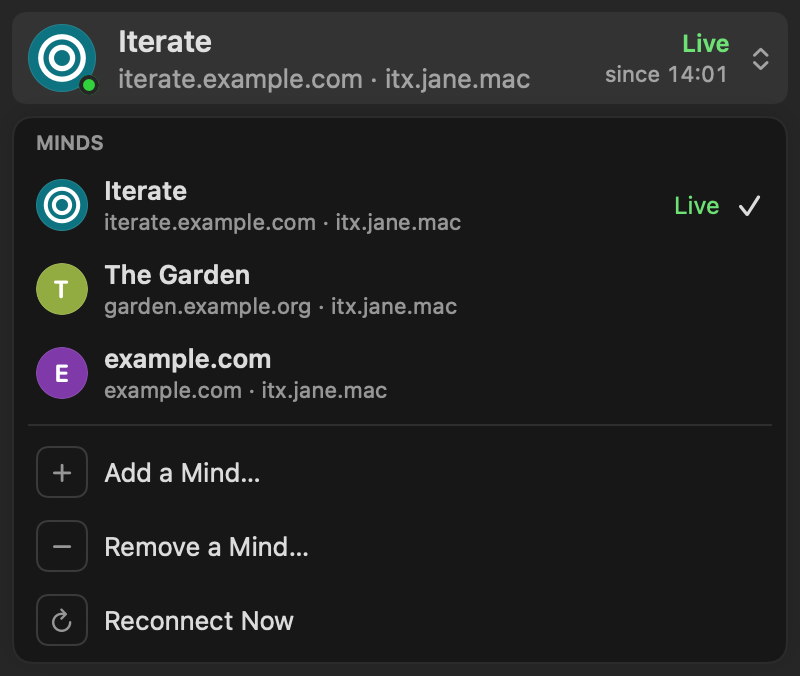 Iterate
Live
iterate.example.com · itx.jane.mac
since 14:01
MINDS
Iterate
iterate.example.com · itx.jane.mac
Live
T
The Garden
garden.example.org · itx.jane.mac
E
example.com
example.com · itx.jane.mac
Add a Mind...
Remove a Mind...
Reconnect Now